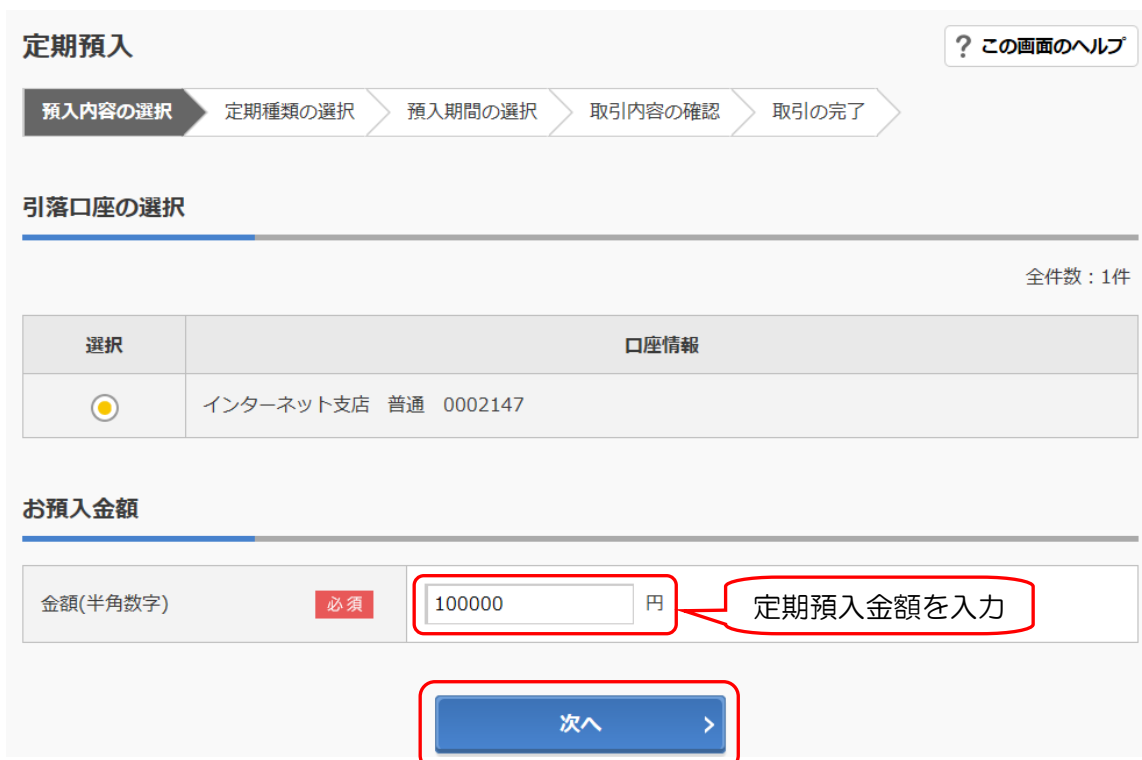 定期預入
? この画面のヘルプ
預入内容の選択 定期種類の選択 預入期間の選択 取引内容の確認 取引の完了
引落口座の選択
全件数：1件
選択 口座情報
インターネット支店 普通 0002147
お預入金額
金額(半角数字) 必須 100000 円 定期預入金額を入力
次へ